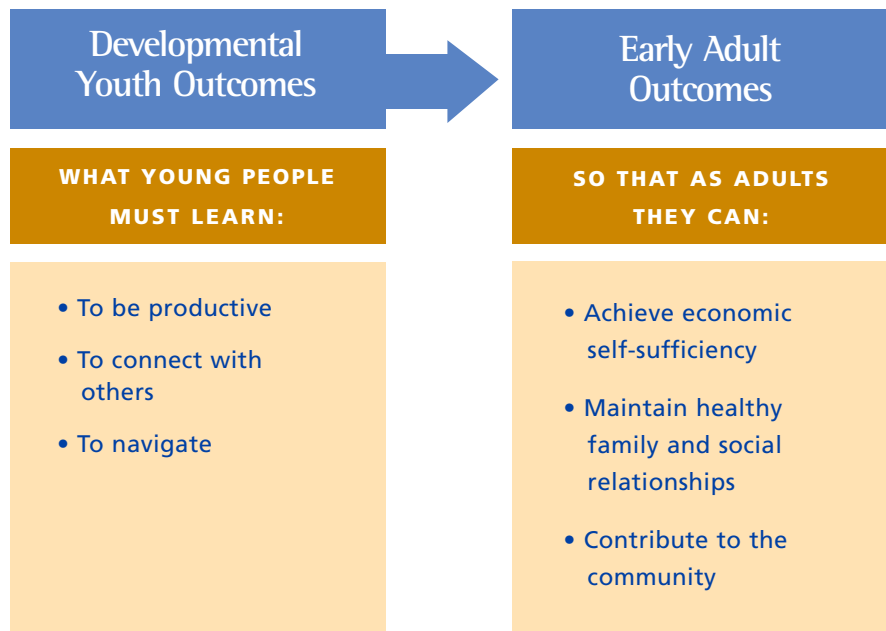 Developmental
Youth Outcomes
WHAT YOUNG PEOPLE
MUST LEARN:
• To be productive
• To connect with
others
• To navigate
Early Adult
Outcomes
SO THAT AS ADULTS
THEY CAN:
• Achieve economic
self-sufficiency
• Maintain healthy
family and social
relationships
• Contribute to the
community